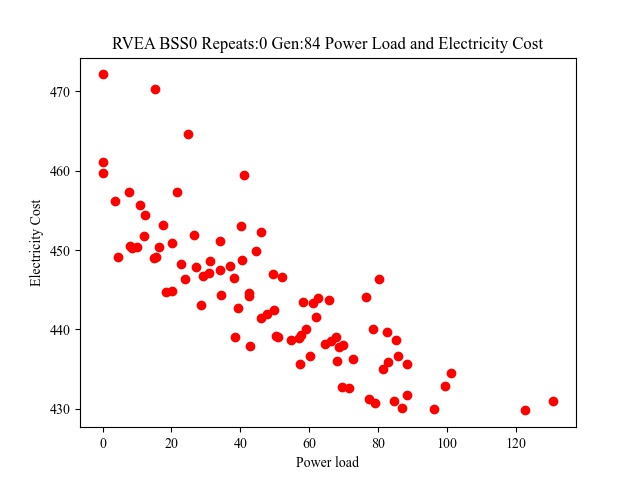 RVEA BSS0 Repeats:0 Gen:84 Power Load and Electricity Cost
470
460
450
440
430
Electricity Cost
0 20 40 60 80 100 120
Power load